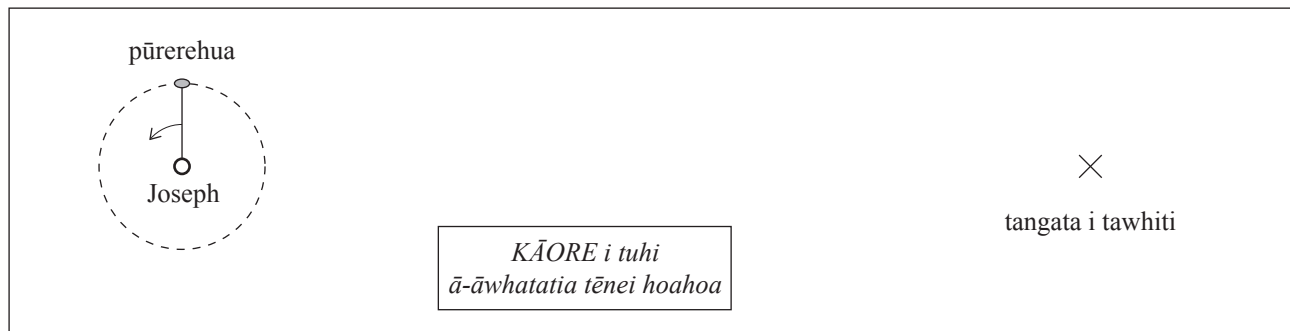 pūrerehua
Joseph
tangata i tawhiti
KĀORE i tuhi
ā-āwhatatia tēnei hoahoa